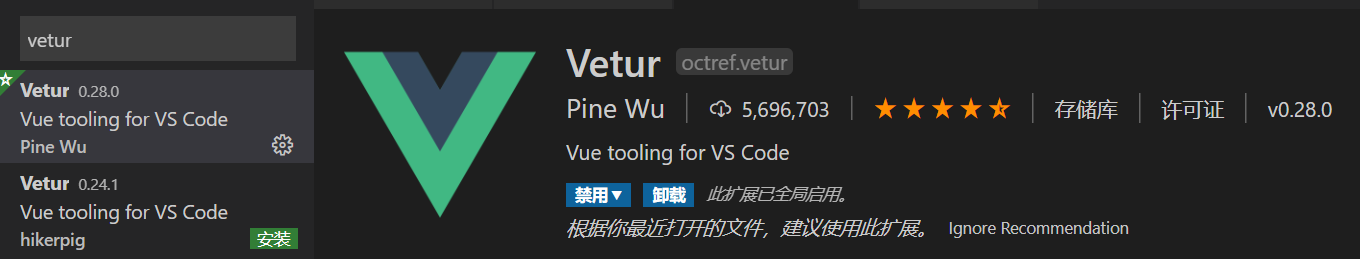 vetur
Vetur 0.28.0
Vue tooling for VS Code
Pine Wu
Vetur 0.24.1
Vue tooling for VS Code
hikerpig 安装
Vetur octref.vetur
Pine Wu 5,696,703 存储库 许可证 v0.28.0
Vue tooling for VS Code
禁用 卸载 此扩展已全局启用。
根据你最近打开的文件，建议使用此扩展。 Ignore Recommendation